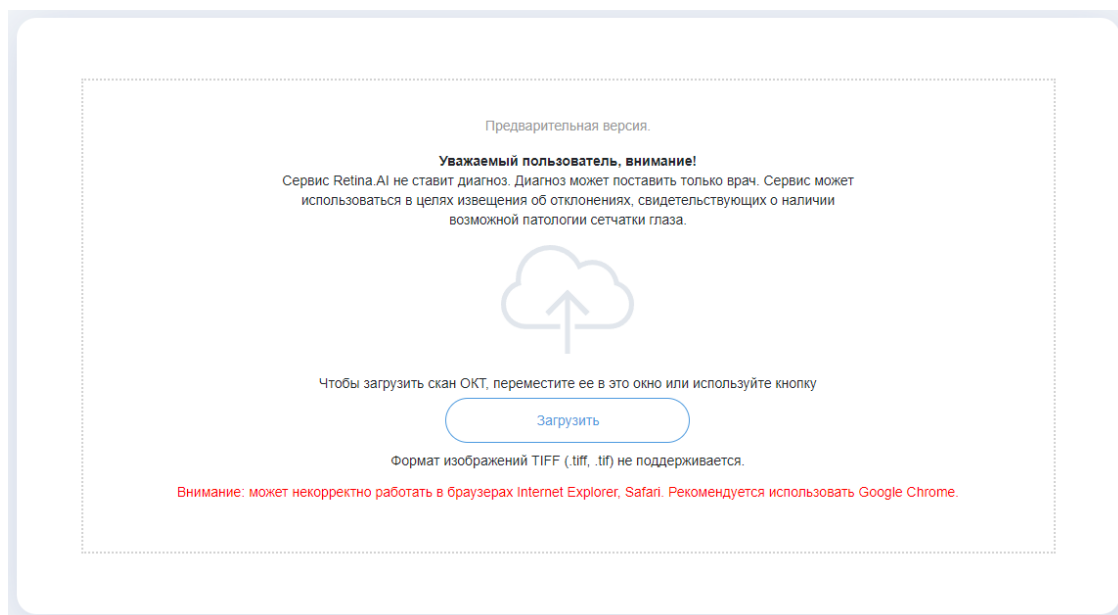 Предварительная версия.
Уважаемый пользователь, внимание!
Сервис Retina.AI не ставит диагноз. Диагноз может поставить только врач. Сервис может
использоваться в целях извещения об отклонениях, свидетельствующих о наличии
возможной патологии сетчатки глаза.
Чтобы загрузить скан ОКТ, переместите ее в это окно или используйте кнопку
Загрузить
Формат изображений TIFF (.tiff, .tif) не поддерживается.
Внимание: может некорректно работать в браузерах Internet Explorer, Safari. Рекомендуется использовать Google Chrome.